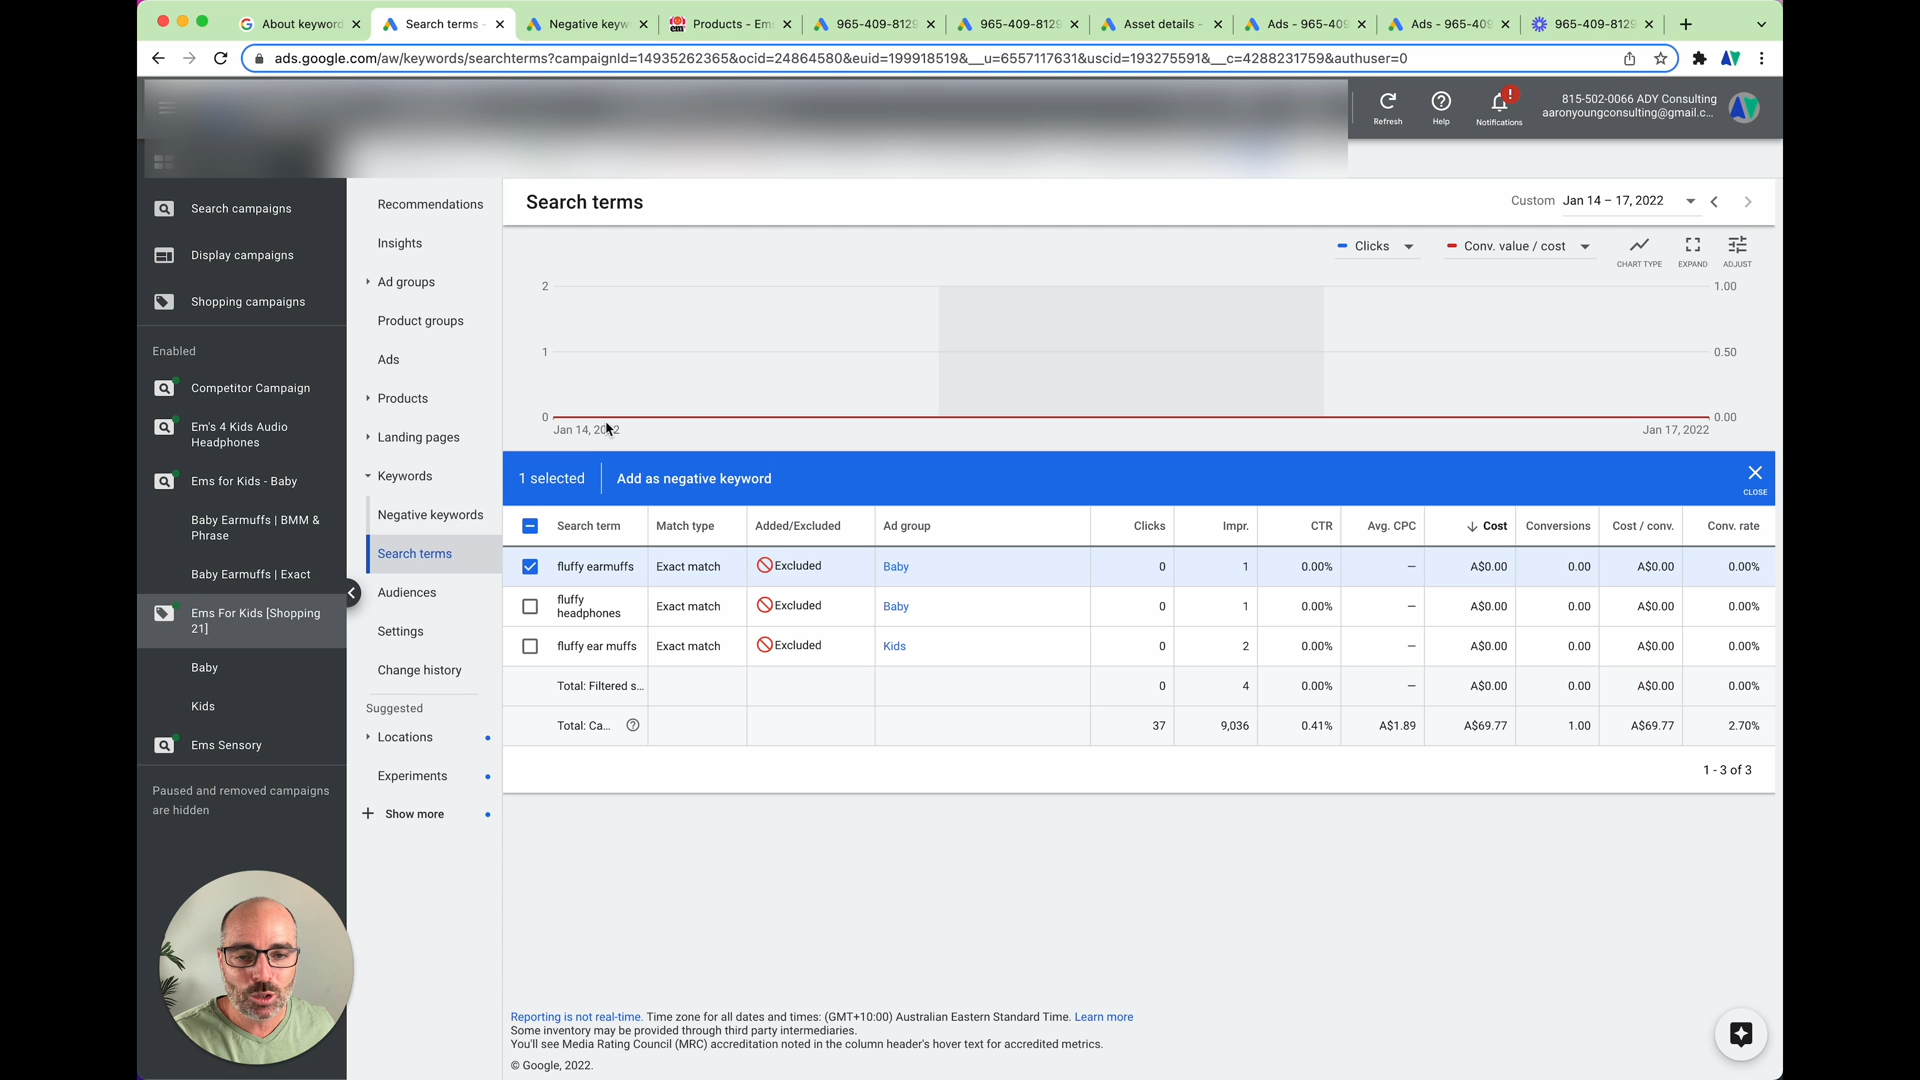 About keyword
Search terms -
Negative keyw
Products - Em
965-409-8129
965-409-8129
Asset details -
Ads - 965-409
Ads - 965-409
965-409-8129
ads.google.com/aw/keywords/searchterms?campaignId=14935262365&ocid=24864580&euid=199918519&__u=6557117631&uscid=193275591&__c=4288231759&authuser=0
Refresh
Help
Notifications
815-502-0066 ADY Consulting
aaronyoungconsulting@gmail.c...
Search campaigns
Display campaigns
Shopping campaigns
Enabled
Competitor Campaign
Em's 4 Kids Audio
Headphones
Ems for Kids - Baby
Baby Earmuffs | BMM &
Phrase
Baby Earmuffs | Exact
Ems For Kids [Shopping
21]
Baby
Kids
Ems Sensory
Paused and removed campaigns
are hidden
Recommendations
Insights
Ad groups
Product groups
Ads
Products
Landing pages
Keywords
Negative keywords
Search terms
Audiences
Settings
Change history
Suggested
Locations
Experiments
Show more
Search terms
Custom Jan 14 – 17, 2022
Clicks
Conv. value / cost
CHART TYPE
EXPAND
ADJUST
2 1.00
1 0.50
0 0.00
Jan 14, 2022 Jan 17, 2022
1 selected Add as negative keyword
CLOSE
Search term Match type Added/Excluded Ad group Clicks Impr. CTR Avg. CPC Cost Conversions Cost / conv. Conv. rate
fluffy earmuffs Exact match Excluded Baby 0 1 0.00% — A$0.00 0.00 A$0.00 0.00%
fluffy
headphones Exact match Excluded Baby 0 1 0.00% — A$0.00 0.00 A$0.00 0.00%
fluffy ear muffs Exact match Excluded Kids 0 2 0.00% — A$0.00 0.00 A$0.00 0.00%
Total: Filtered s... 0 4 0.00% — A$0.00 0.00 A$0.00 0.00%
Total: Ca... 37 9,036 0.41% A$1.89 A$69.77 1.00 A$69.77 2.70%
1 - 3 of 3
Reporting is not real-time. Time zone for all dates and times: (GMT+10:00) Australian Eastern Standard Time. Learn more
Some inventory may be provided through third party intermediaries.
You'll see Media Rating Council (MRC) accreditation noted in the column header's hover text for accredited metrics.
© Google, 2022.